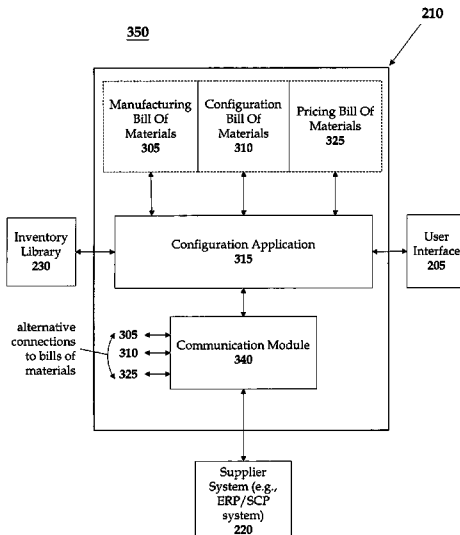 210
350
Manufacturing
Bill Of
Materials
305
Configuration
Bill Of
Materials
310
Pricing Bill Of
Materials
325
Inventory
Library
230
Configuration Application
315
User
Interface
205
alternative
connections
to bills of
materials
305
310
325
Communication Module
340
Supplier
System (e.g.,
ERP/SCP
system)
220